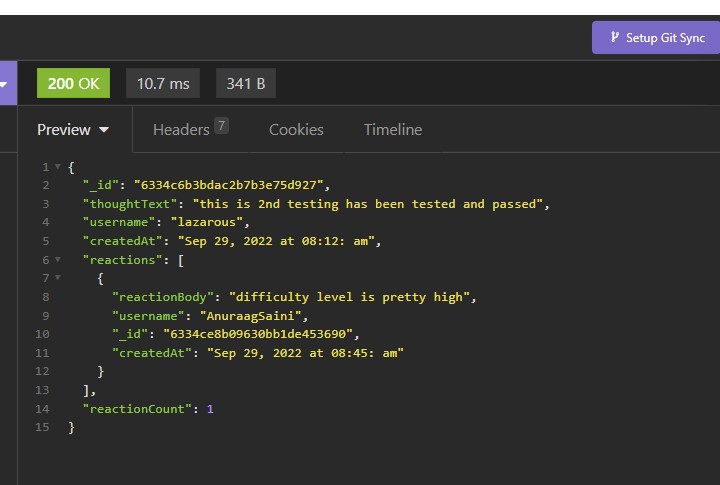 Setup Git Sync
200 OK 10.7 ms 341 B
Preview Headers 7 Cookies Timeline
1 {
2 "_id": "6334c6b3bdac2b7b3e75d927",
3 "thoughtText": "this is 2nd testing has been tested and passed",
4 "username": "lazarous",
5 "createdAt": "Sep 29, 2022 at 08:12: am",
6 "reactions": [
7 {
8 "reactionBody": "difficulty level is pretty high",
9 "username": "AnuraagSaini",
10 "_id": "6334ce8b09630bb1de453690",
11 "createdAt": "Sep 29, 2022 at 08:45: am"
12 }
13 ],
14 "reactionCount": 1
15 }